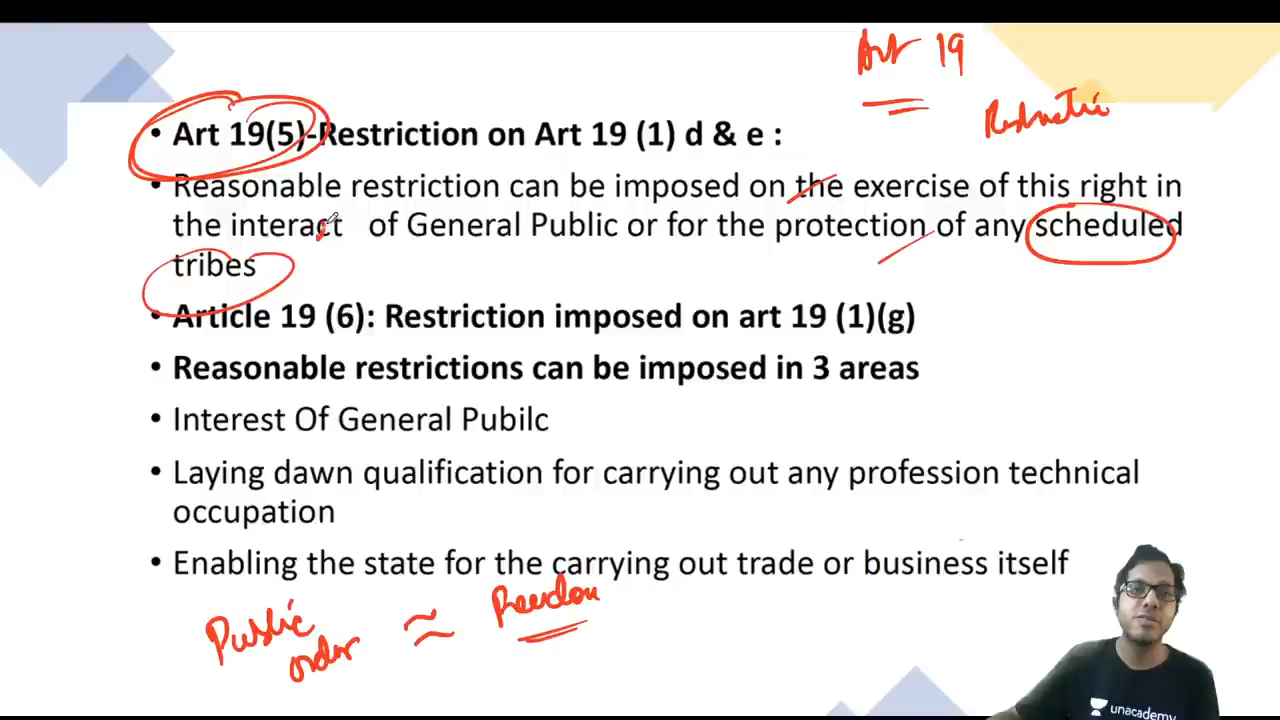 Art 19
Restriction
• Art 19(5)-Restriction on Art 19 (1) d & e :
• Reasonable restriction can be imposed on the exercise of this right in
the interact of General Public or for the protection of any scheduled
tribes
• Article 19 (6): Restriction imposed on art 19 (1)(g)
• Reasonable restrictions can be imposed in 3 areas
• Interest Of General Pubilc
• Laying dawn qualification for carrying out any profession technical
occupation
• Enabling the state for the carrying out trade or business itself
Public ≈ Freedom
order
unacademy